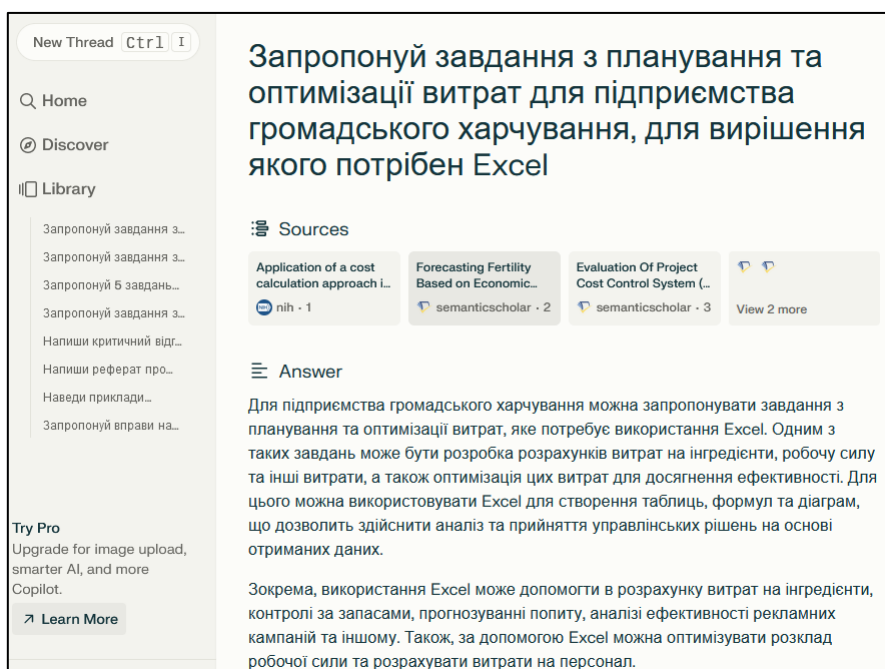 New Thread Ctrl I
Home
Discover
Library
Запропонуй завдання з…
Запропонуй завдання з…
Запропонуй 5 завдань…
Запропонуй завдання з…
Напиши критичний відг…
Напиши реферат про…
Наведи приклади…
Запропонуй вправи на…
Try Pro
Upgrade for image upload,
smarter AI, and more
Copilot.
Learn More
Запропонуй завдання з планування та
оптимізації витрат для підприємства
громадського харчування, для вирішення
якого потрібен Excel
Sources
Application of a cost
calculation approach i…
nih · 1
Forecasting Fertility
Based on Economic…
semanticscholar · 2
Evaluation Of Project
Cost Control System (…
semanticscholar · 3
View 2 more
Answer
Для підприємства громадського харчування можна запропонувати завдання з
планування та оптимізації витрат, яке потребує використання Excel. Одним з
таких завдань може бути розробка розрахунків витрат на інгредієнти, робочу силу
та інші витрати, а також оптимізація цих витрат для досягнення ефективності. Для
цього можна використовувати Excel для створення таблиць, формул та діаграм,
що дозволить здійснити аналіз та прийняття управлінських рішень на основі
отриманих даних.
Зокрема, використання Excel може допомогти в розрахунку витрат на інгредієнти,
контролі за запасами, прогнозуванні попиту, аналізі ефективності рекламних
кампаній та іншому. Також, за допомогою Excel можна оптимізувати розклад
робочої сили та розрахувати витрати на персонал.